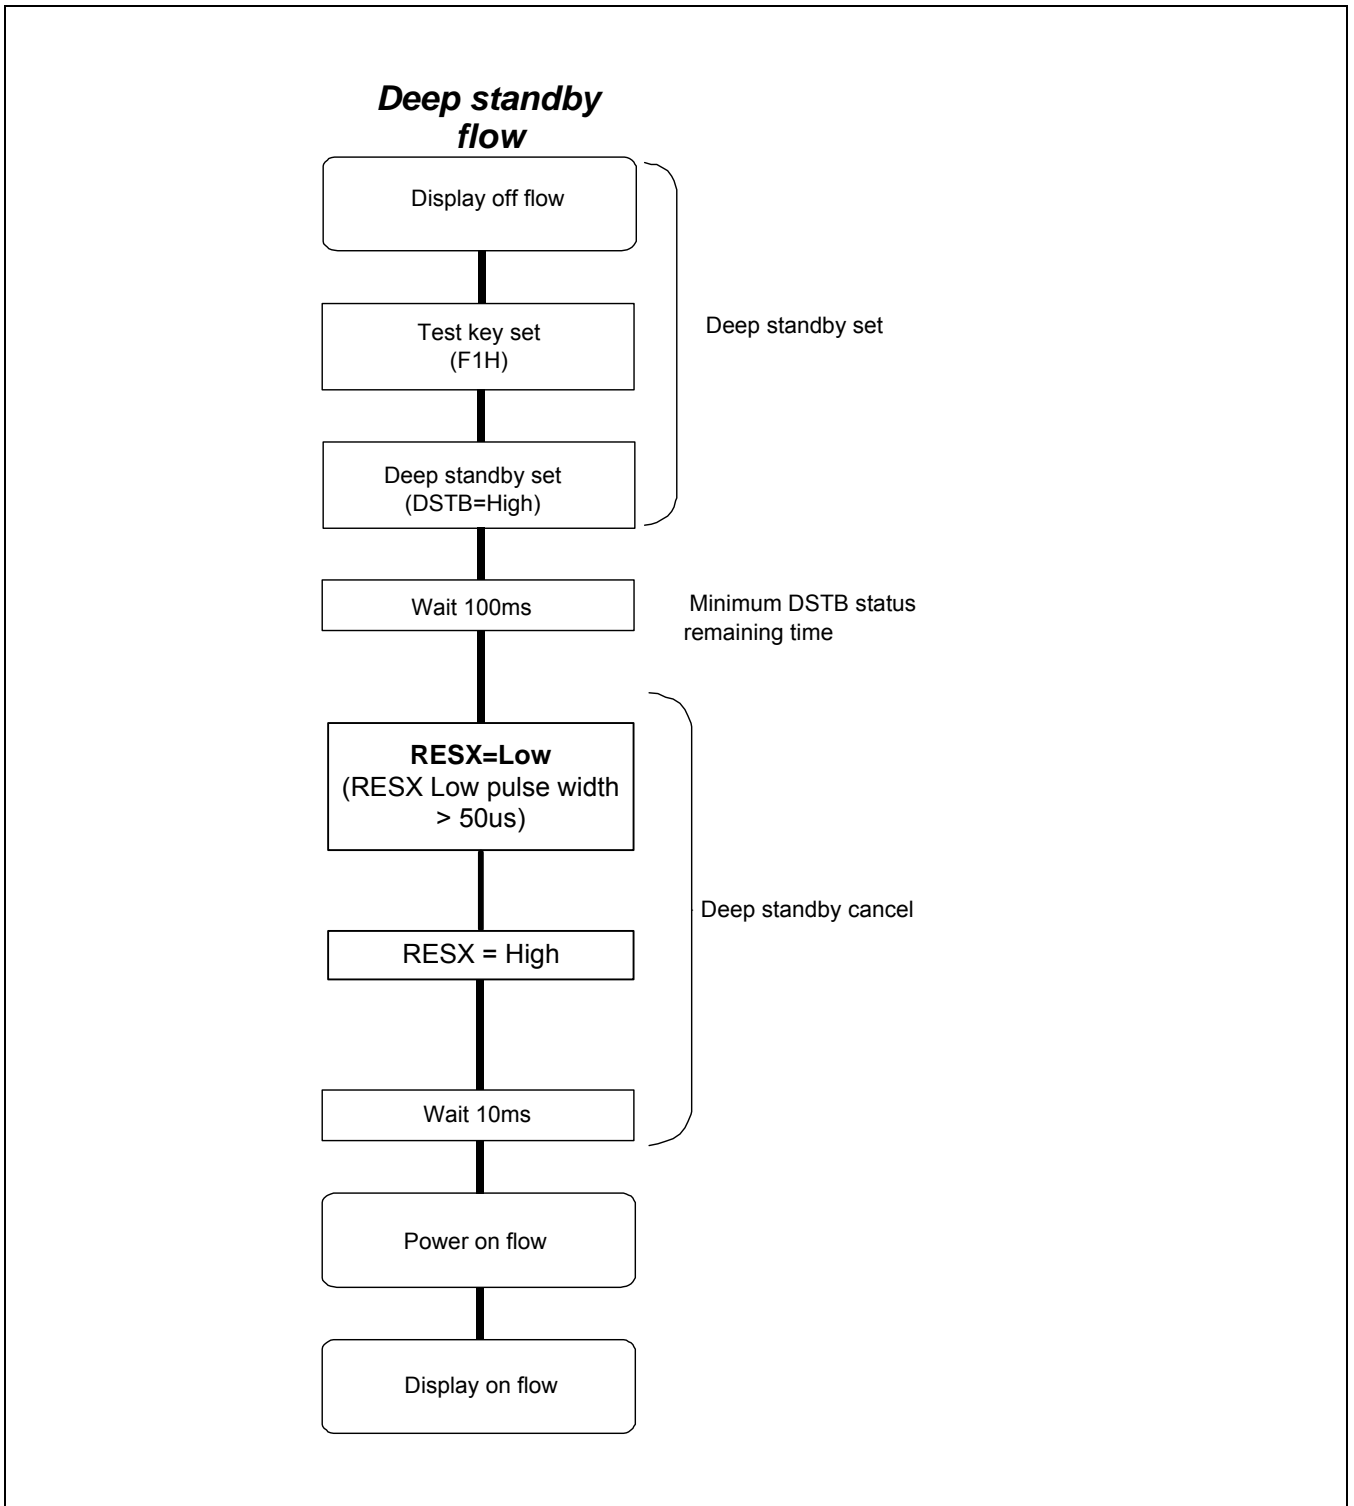 Deep standby
flow
Display off flow
Test key set
(F1H)
Deep standby set
Deep standby set
(DSTB=High)
Wait 100ms
Minimum DSTB status
remaining time
RESX=Low
(RESX Low pulse width
> 50us)
Deep standby cancel
RESX = High
Wait 10ms
Power on flow
Display on flow